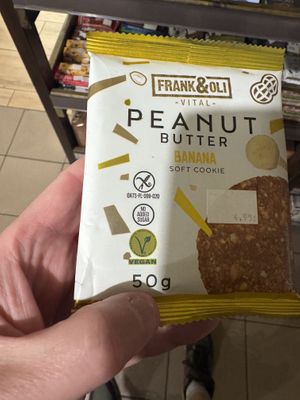 FRANK&OLI
-VITAL-
PEANUT
BUTTER
BANANA
SOFT COOKIE
NO
ADDED
SUGAR
VEGAN
50g